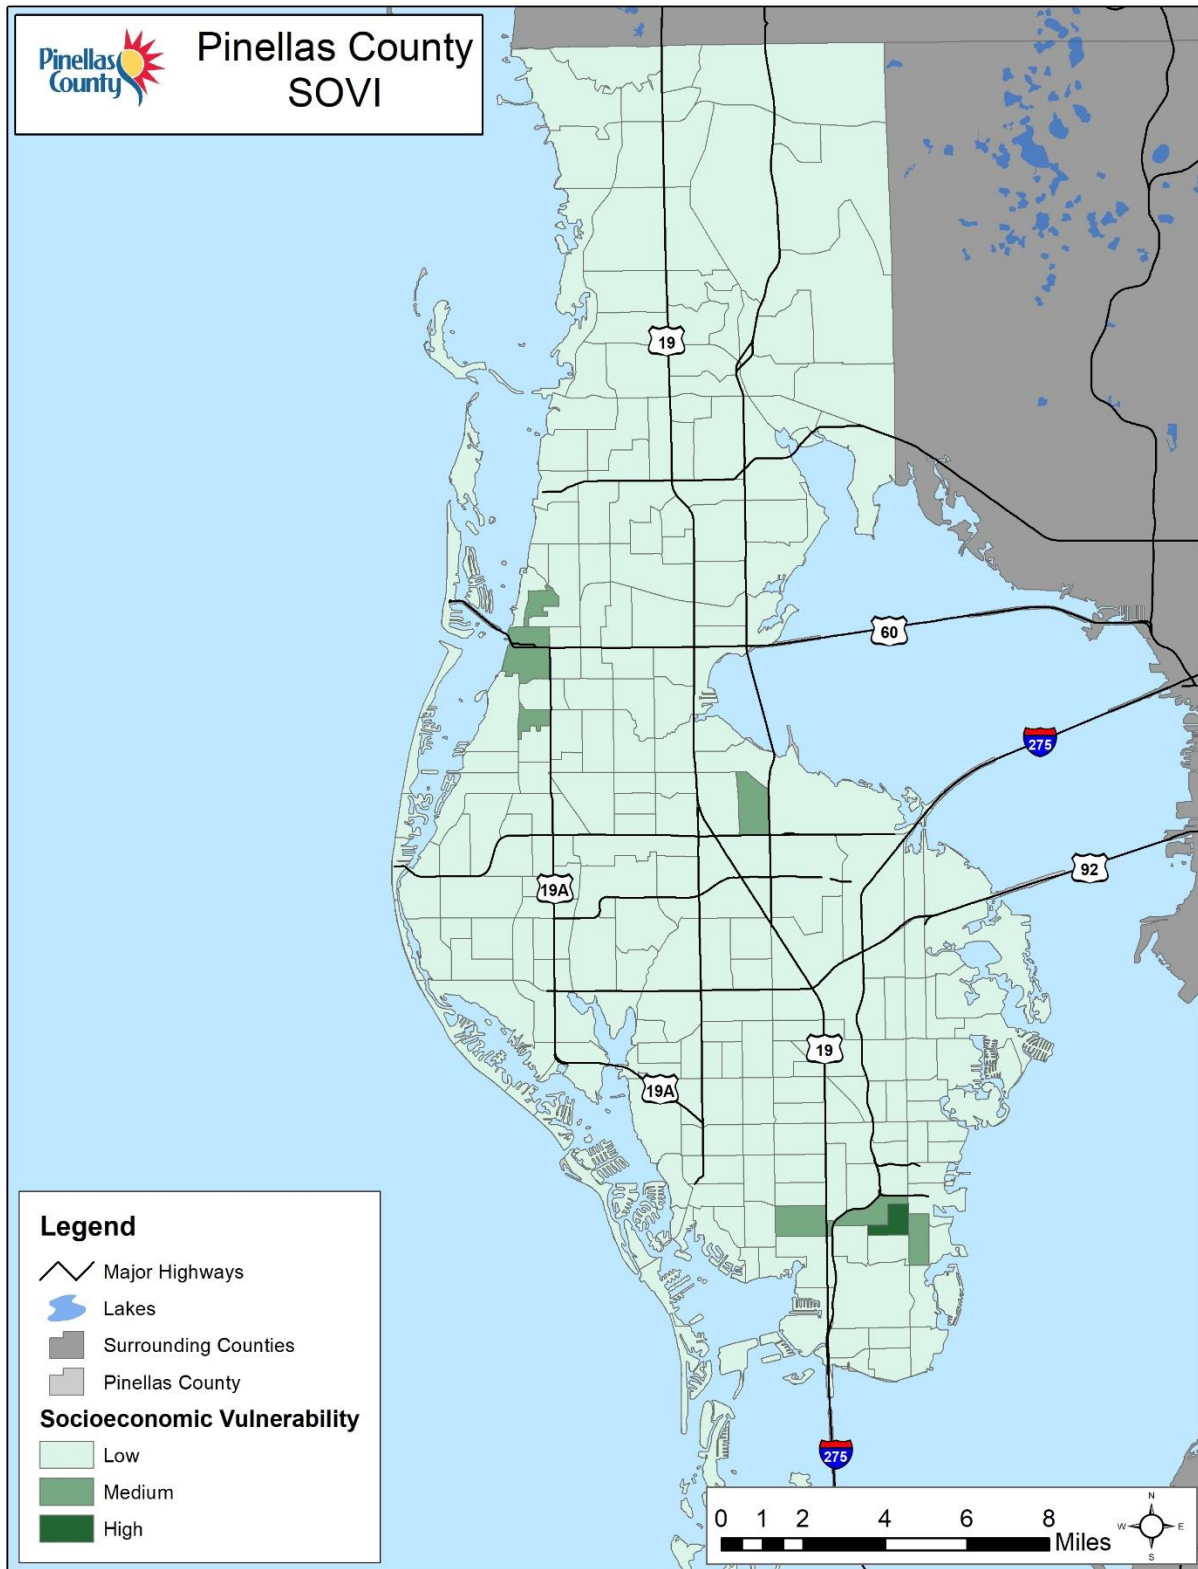 Pinellas
County
Pinellas County
SOVI
19
60
275
92
19A
19
19A
275
Legend
Major Highways
Lakes
Surrounding Counties
Pinellas County
Socioeconomic Vulnerability
Low
Medium
High
0 1 2 4 6 8
Miles
N
W E
S